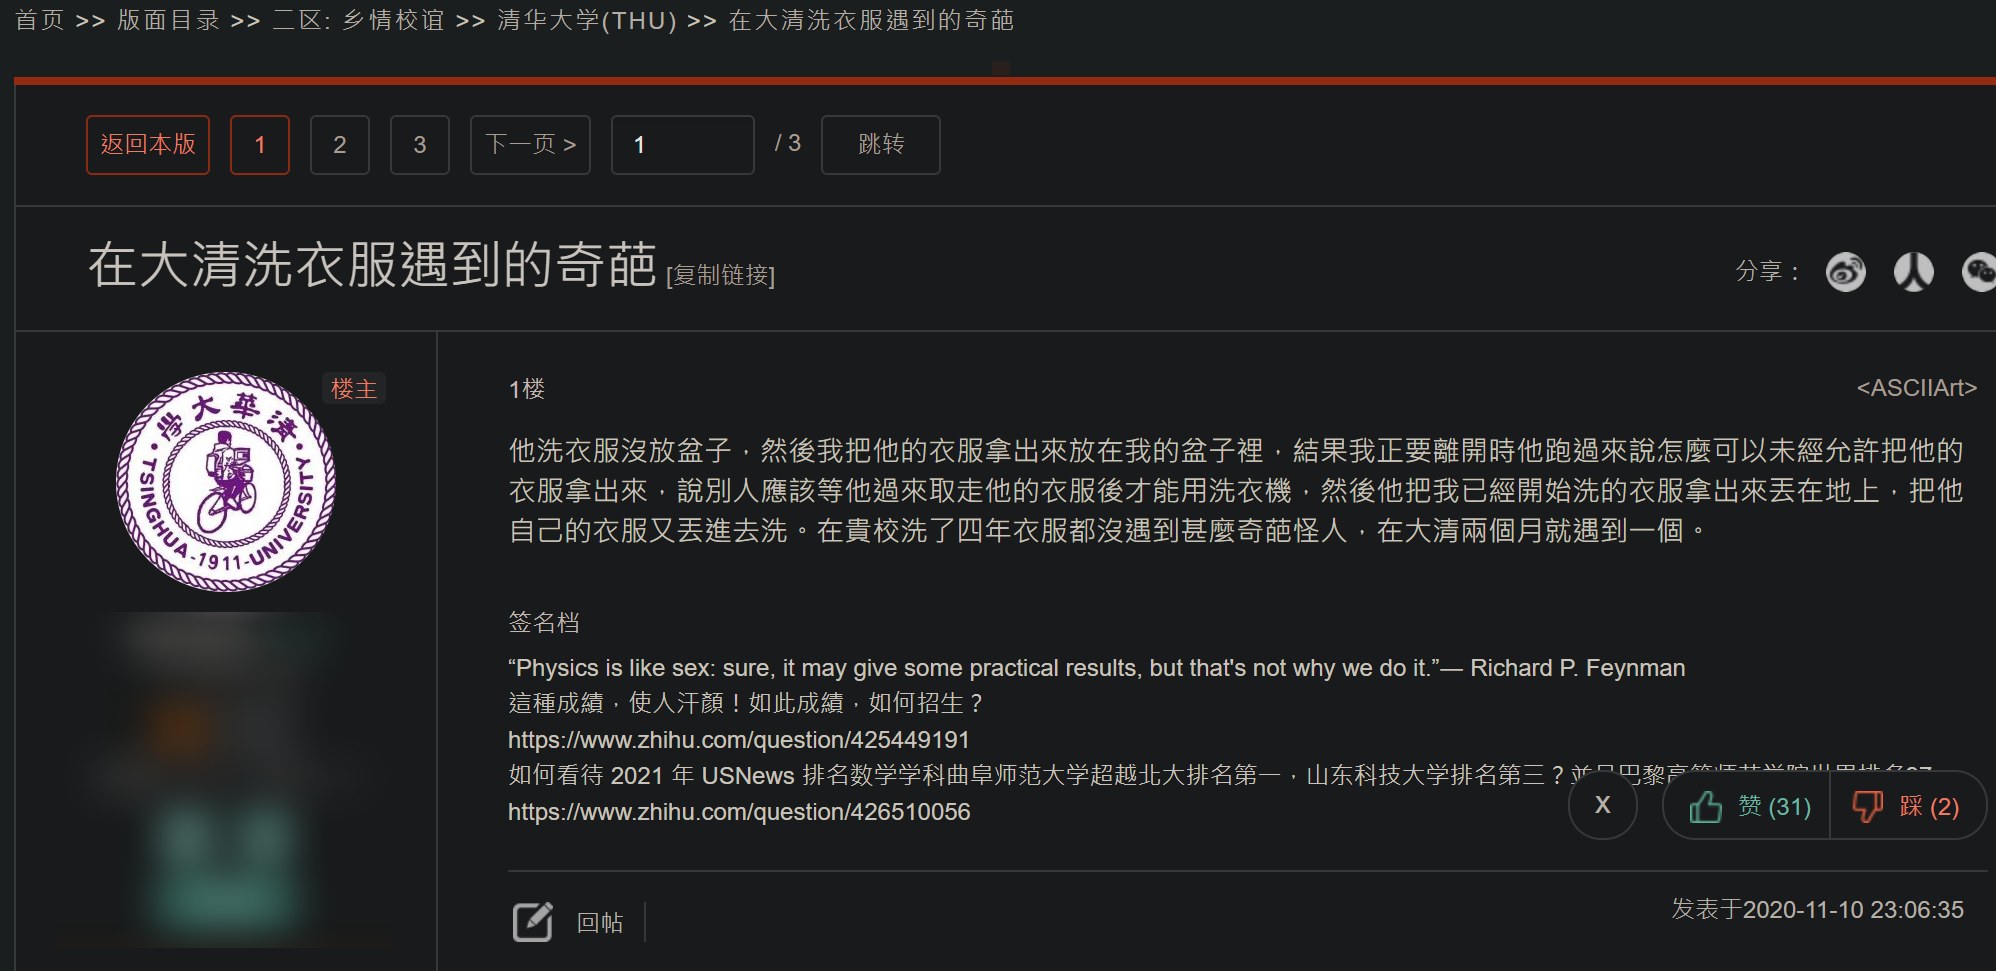 首页 >> 版面目录 >> 二区: 乡情校谊 >> 清华大学(THU) >> 在大清洗衣服遇到的奇葩
返回本版 1 2 3 下一页 > 1 / 3 跳转
在大清洗衣服遇到的奇葩 [复制链接]
分享：
楼主
學大華清
TSINGHUA -1911- UNIVERSITY
1楼
<ASCIIArt>
他洗衣服沒放盆子，然後我把他的衣服拿出來放在我的盆子裡，結果我正要離開時他跑過來說怎麼可以未經允許把他的
衣服拿出來，說別人應該等他過來取走他的衣服後才能用洗衣機，然後他把我已經開始洗的衣服拿出來丟在地上，把他
自己的衣服又丟進去洗。在貴校洗了四年衣服都沒遇到甚麼奇葩怪人，在大清兩個月就遇到一個。
签名档
“Physics is like sex: sure, it may give some practical results, but that's not why we do it.”— Richard P. Feynman
這種成績，使人汗顏！如此成績，如何招生？
https://www.zhihu.com/question/425449191
如何看待 2021 年 USNews 排名数学学科曲阜师范大学超越北大排名第一，山东科技大学排名第三？並
https://www.zhihu.com/question/426510056
X
赞 (31)
踩 (2)
回帖
发表于2020-11-10 23:06:35